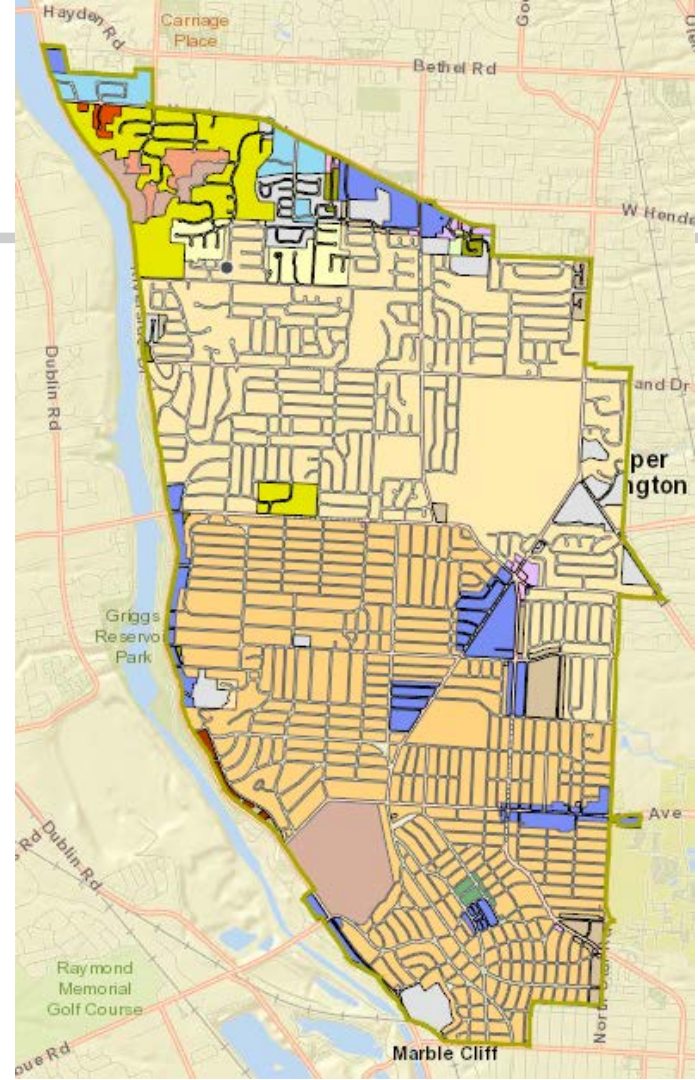 Hayden Rd
Carriage
Place
Bethel Rd
W Hende
Dublin Rd
and Dr
per
ngton
Griggs
Reservoi
Park
Ave
s Rd
Dublin Rd
Raymond
Memorial
Golf Course
oue Rd
Marble Cliff
North